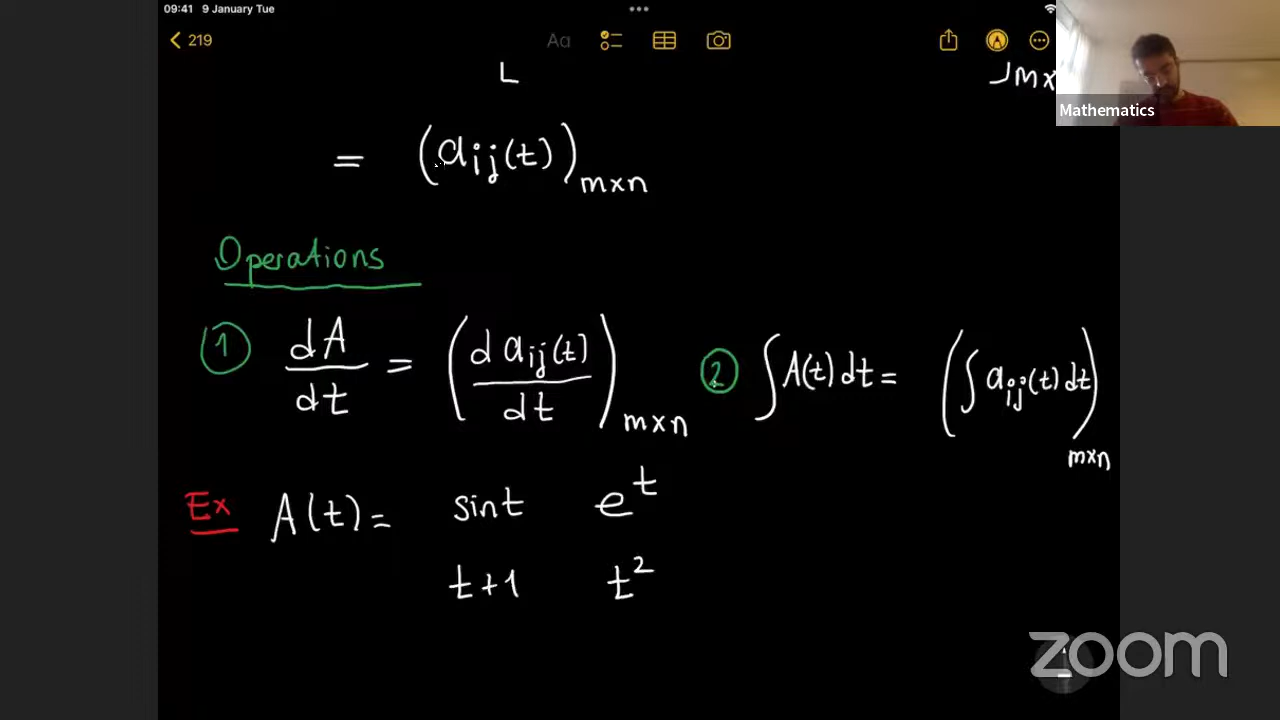 09:41 9 January Tue
219
Aa
m×
Mathematics
= (aij(t))m×n
Operations
① dA/dt = (d aij(t)/dt)m×n ② ∫A(t)dt = (∫aij(t)dt)m×n
Ex A(t)= sint e^t
t+1 t²
zoom